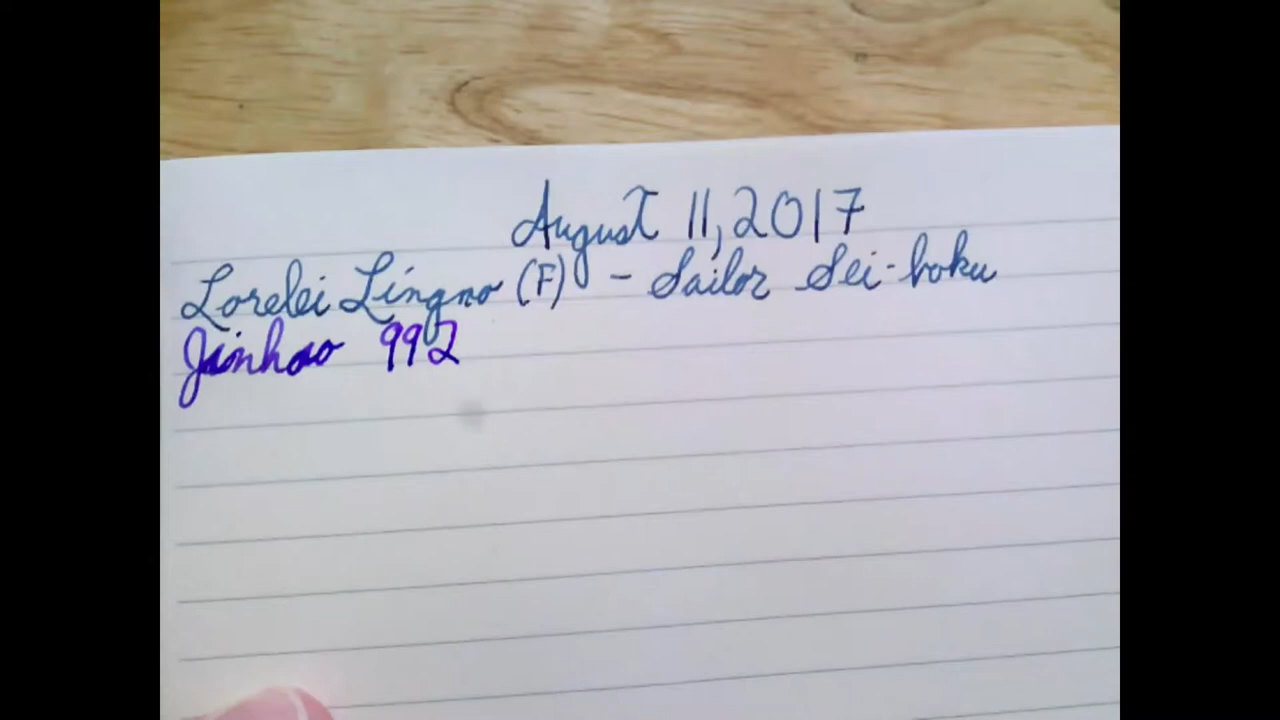 August 11, 2017
Lorelei Lingno (F) - Sailor Sei-boku
Jinhao 992